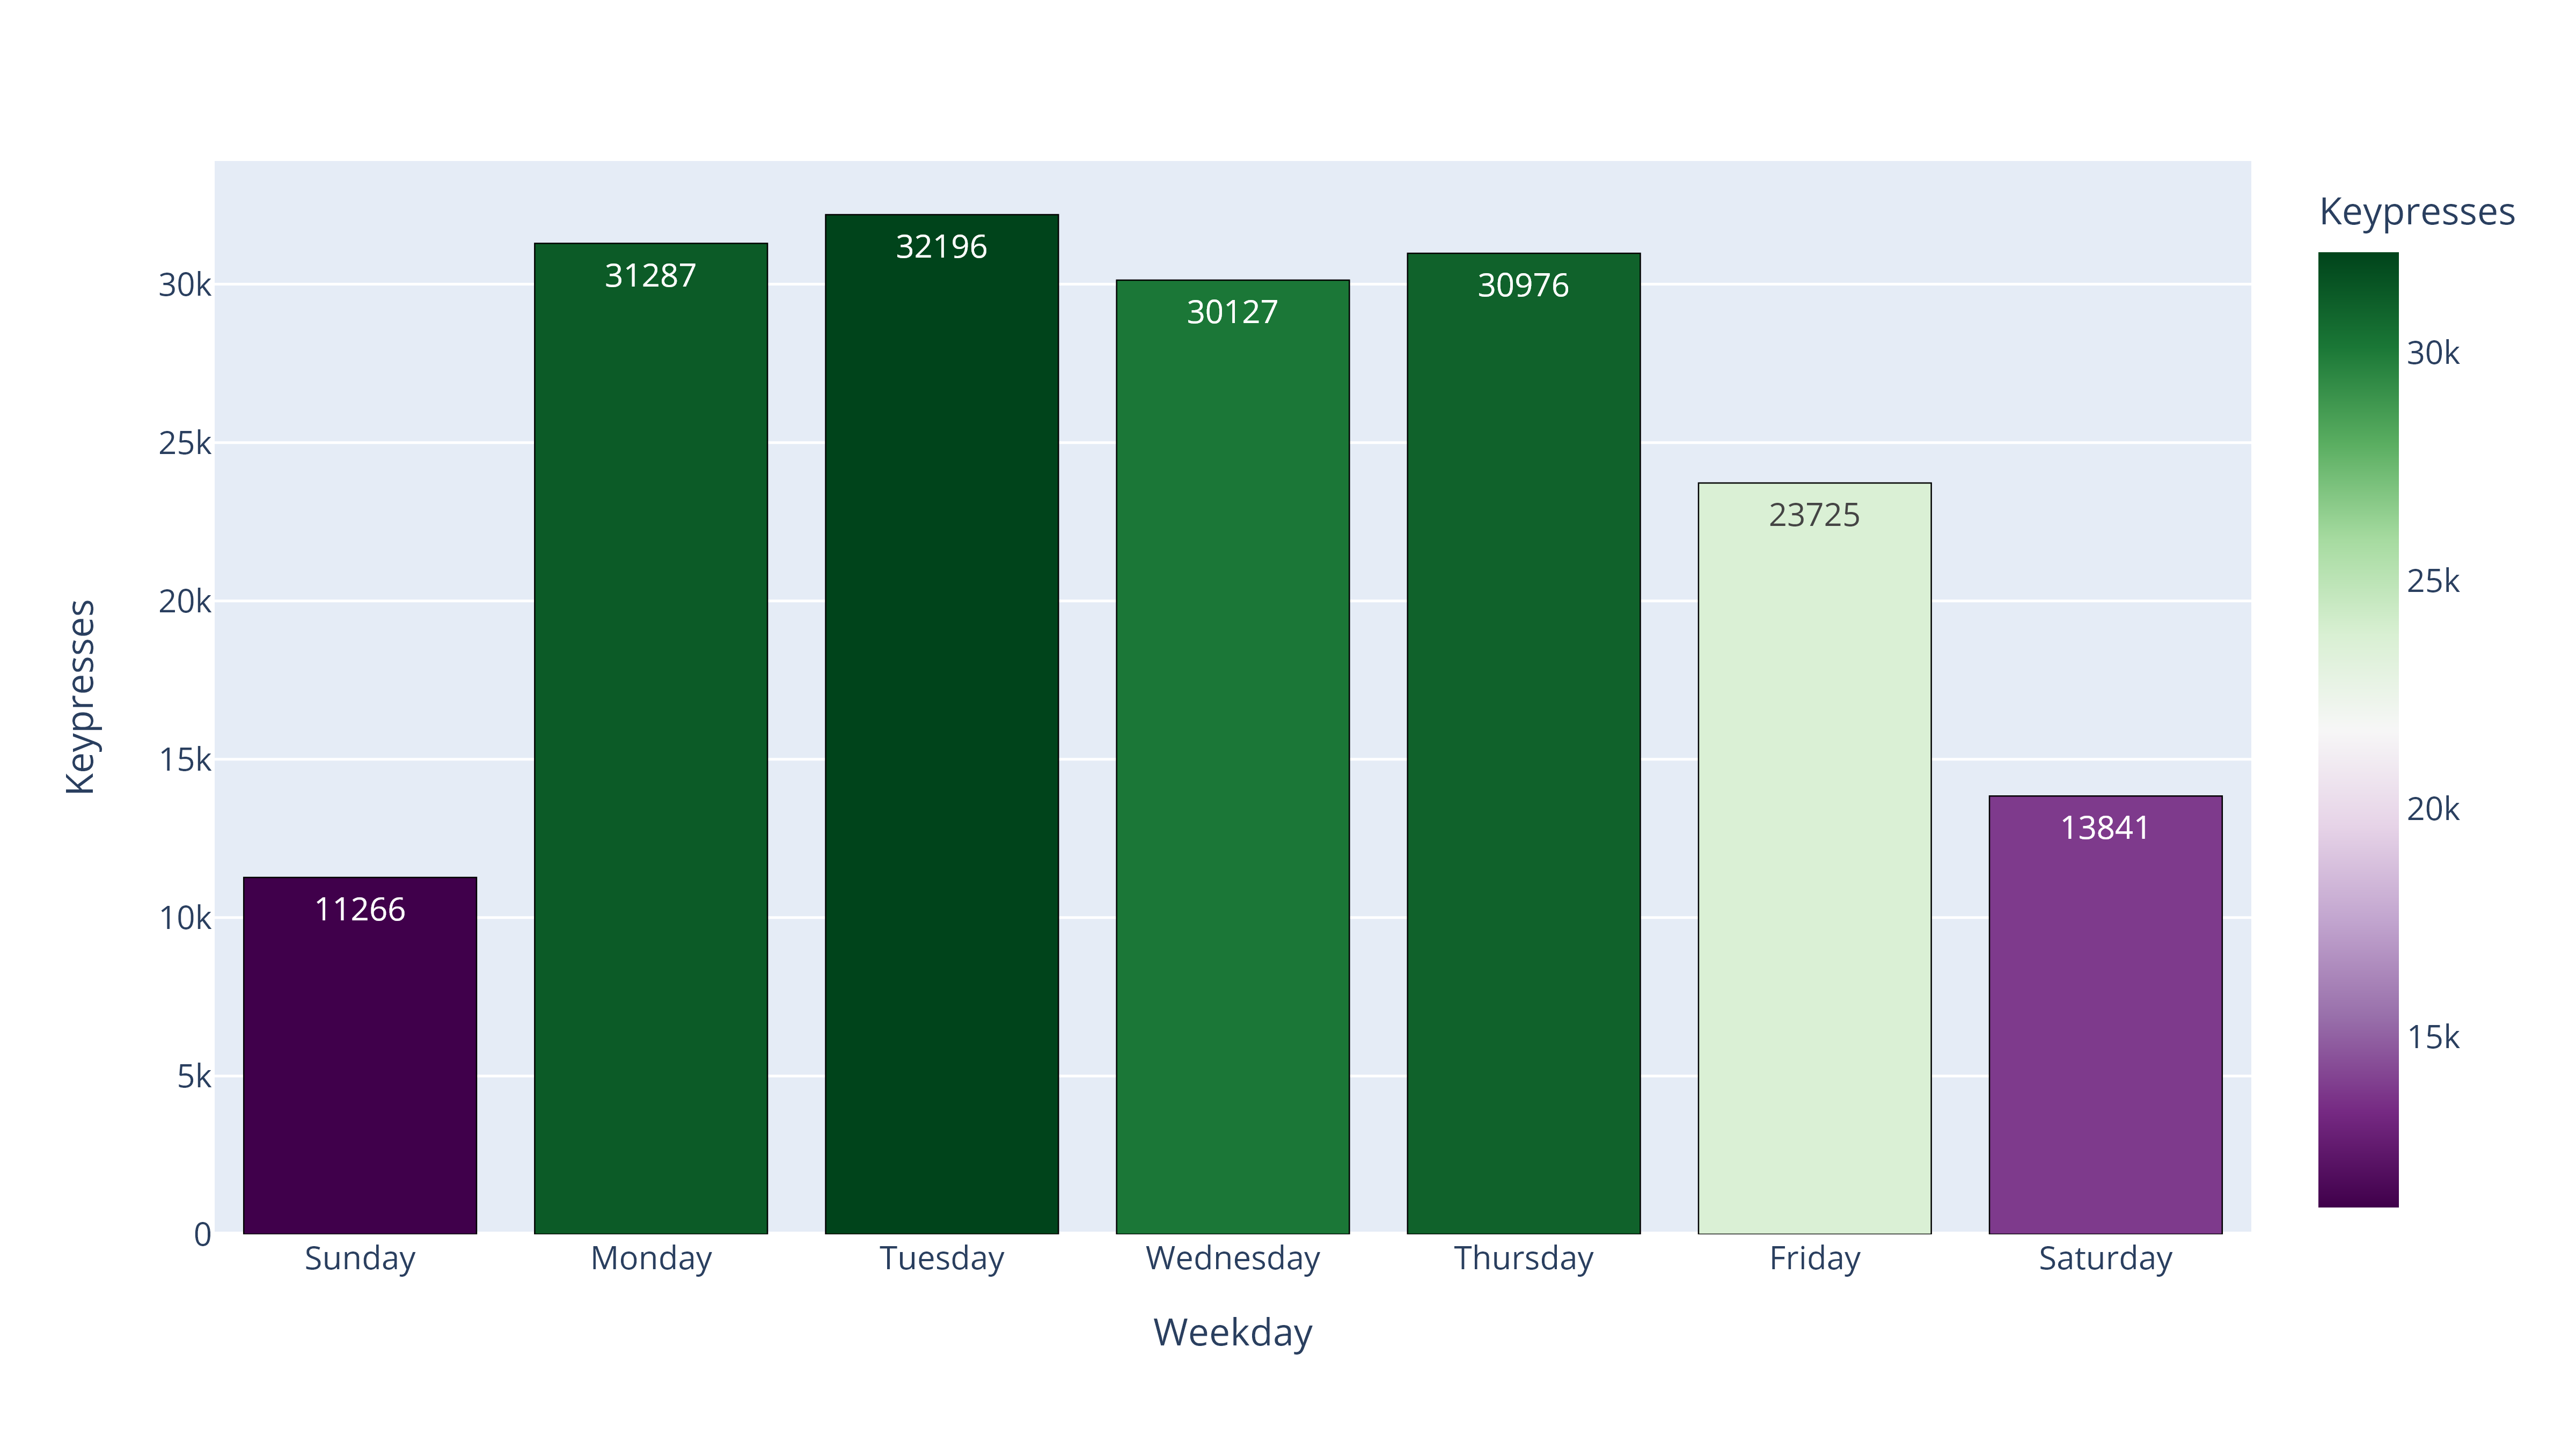 Keypresses
30k
25k
20k
15k
10k
5k
0
11266
31287
32196
30127
30976
23725
13841
Sunday Monday Tuesday Wednesday Thursday Friday Saturday
Weekday
Keypresses
30k
25k
20k
15k